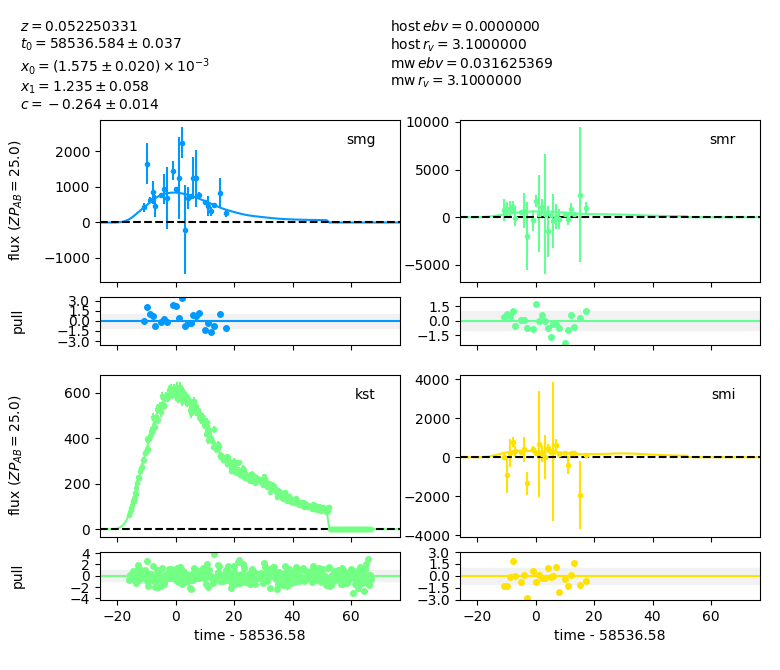 z = 0.052250331
t₀ = 58536.584 ± 0.037
x₀ = (1.575 ± 0.020) × 10⁻³
x₁ = 1.235 ± 0.058
c = −0.264 ± 0.014
host ebv = 0.0000000
host r_v = 3.1000000
mw ebv = 0.031625369
mw r_v = 3.1000000
flux (ZP_AB = 25.0)
2000
1000
0
−1000
smg
10000
5000
0
−5000
smr
pull
3.0
1.5
0.0
−1.5
−3.0
1.5
0.0
−1.5
flux (ZP_AB = 25.0)
600
400
200
0
kst
4000
2000
0
−2000
−4000
smi
pull
4
2
0
−2
−4
−20 0 20 40 60
time - 58536.58
3.0
1.5
0.0
−1.5
−3.0
−20 0 20 40 60
time - 58536.58